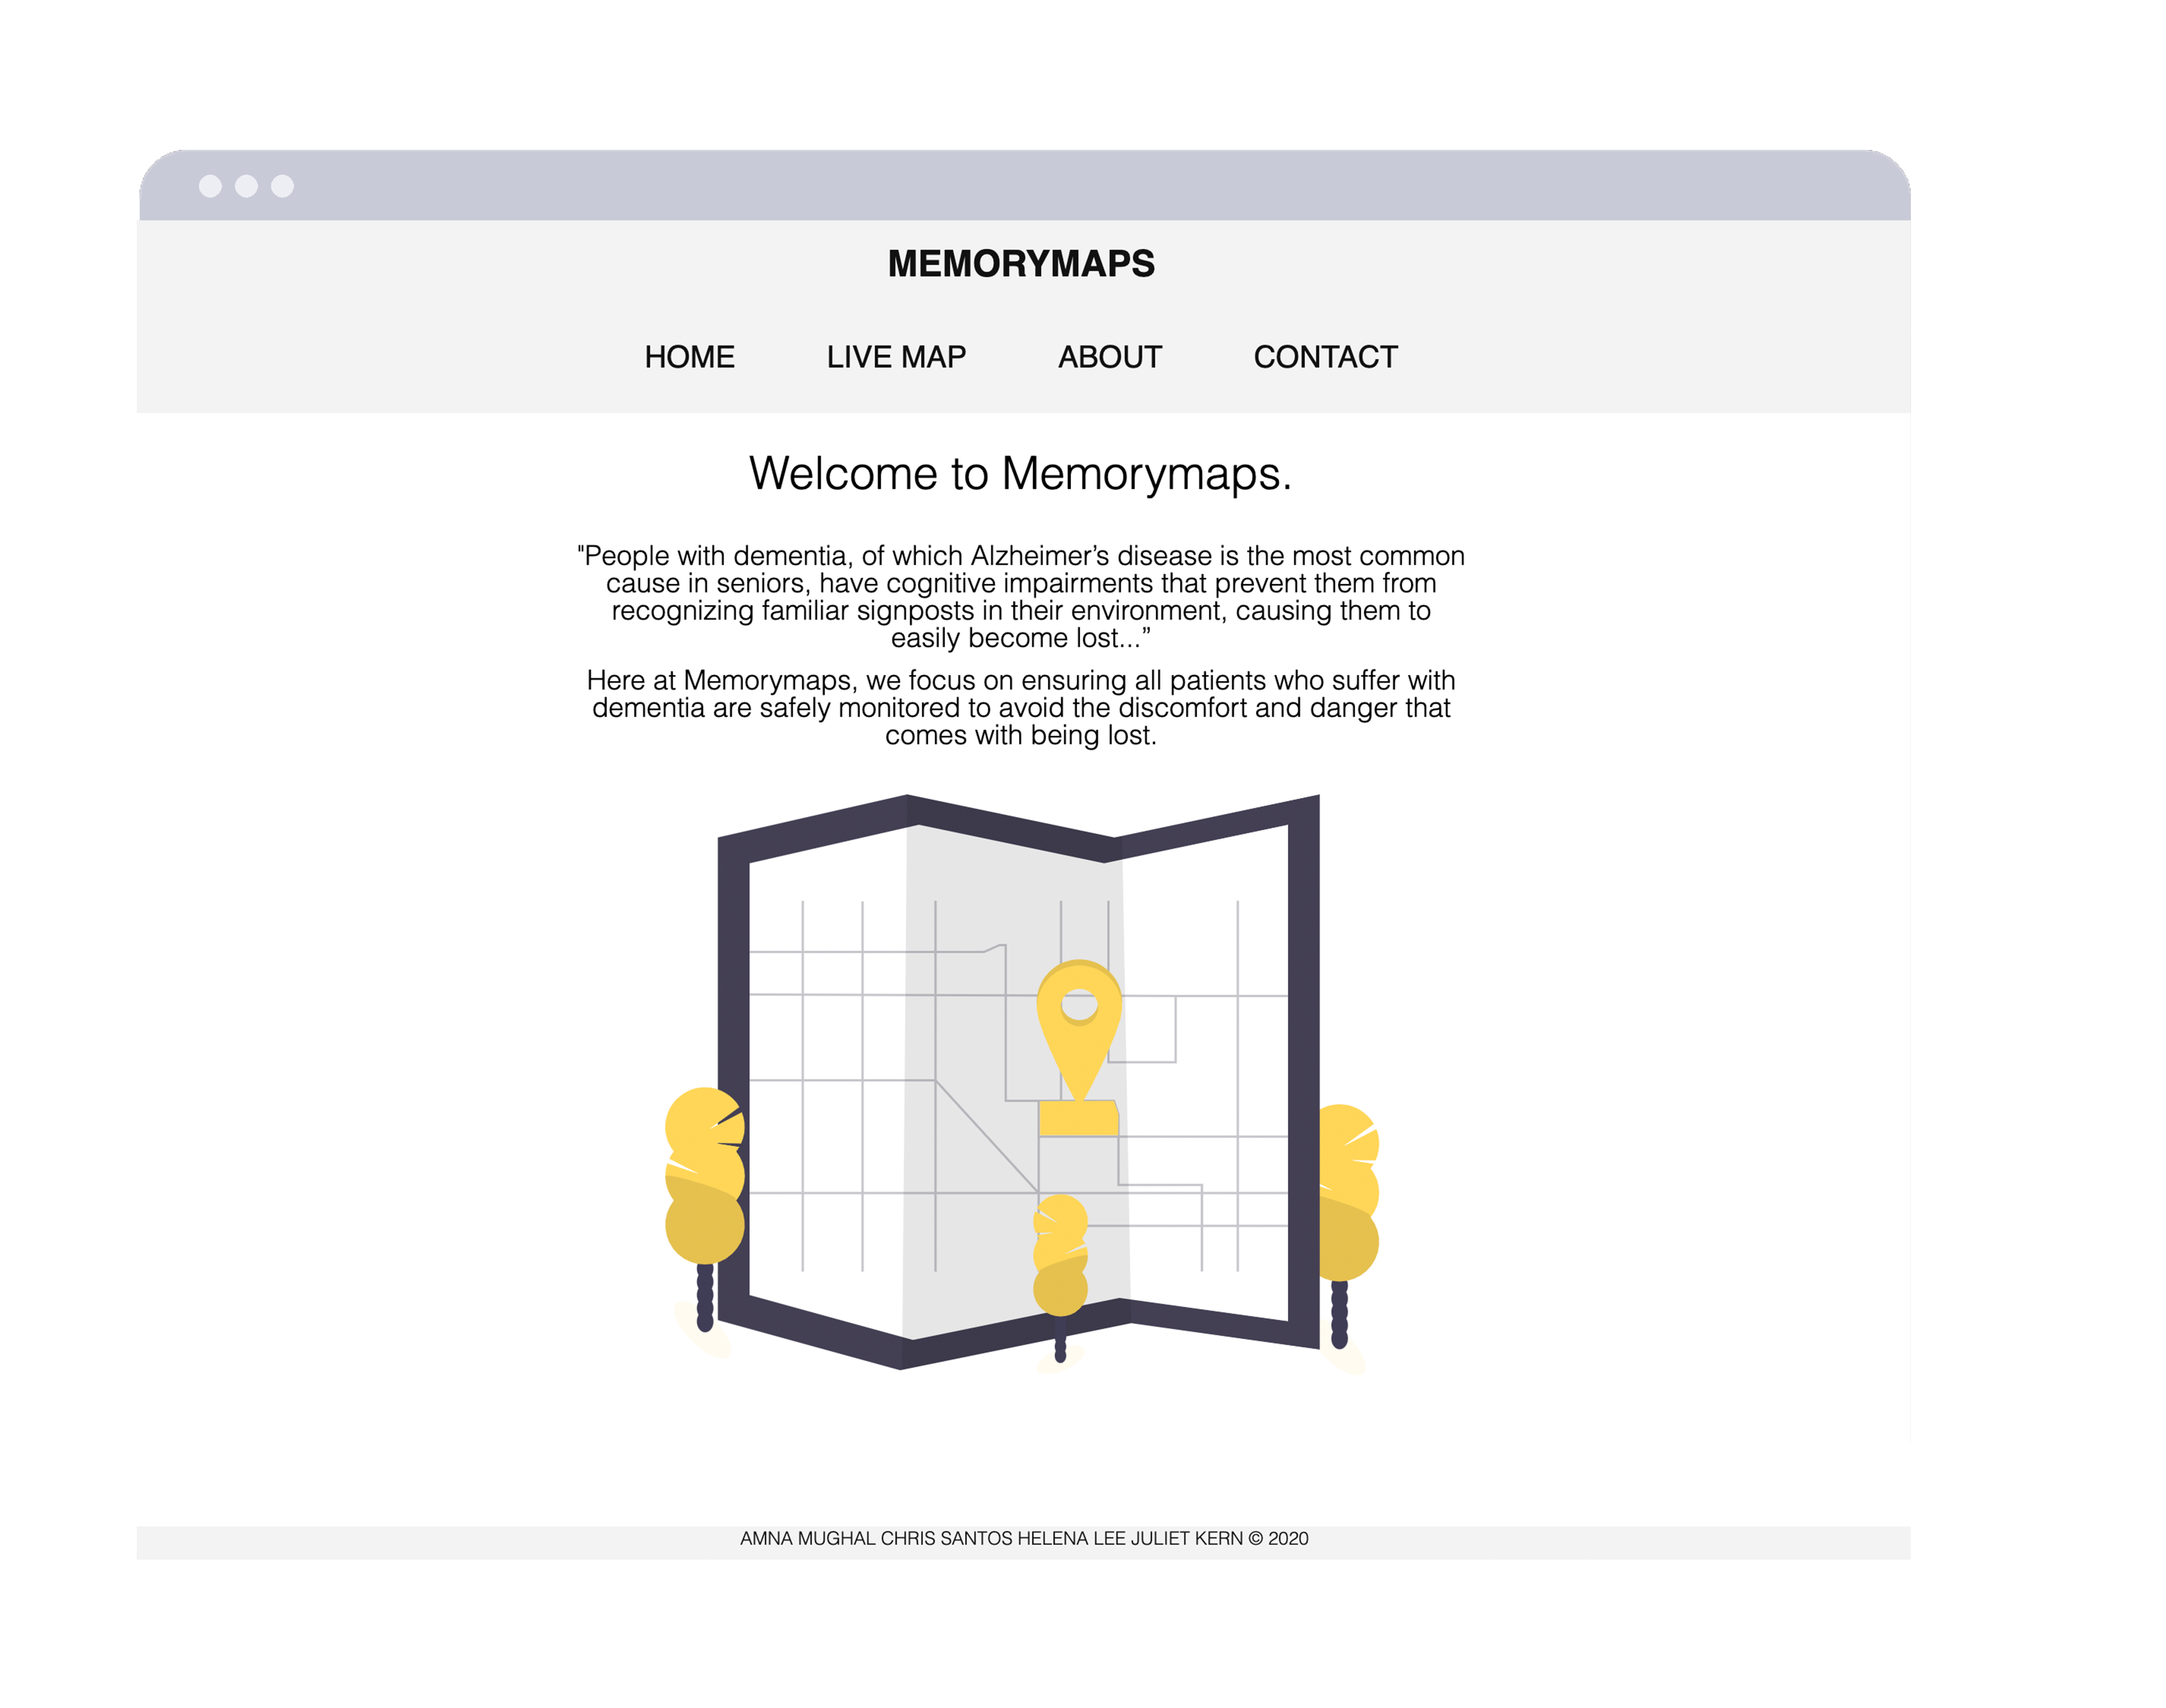 MEMORYMAPS
HOME LIVE MAP ABOUT CONTACT
Welcome to Memorymaps.
"People with dementia, of which Alzheimer’s disease is the most common
cause in seniors, have cognitive impairments that prevent them from
recognizing familiar signposts in their environment, causing them to
easily become lost...”
Here at Memorymaps, we focus on ensuring all patients who suffer with
dementia are safely monitored to avoid the discomfort and danger that
comes with being lost.
AMNA MUGHAL CHRIS SANTOS HELENA LEE JULIET KERN © 2020